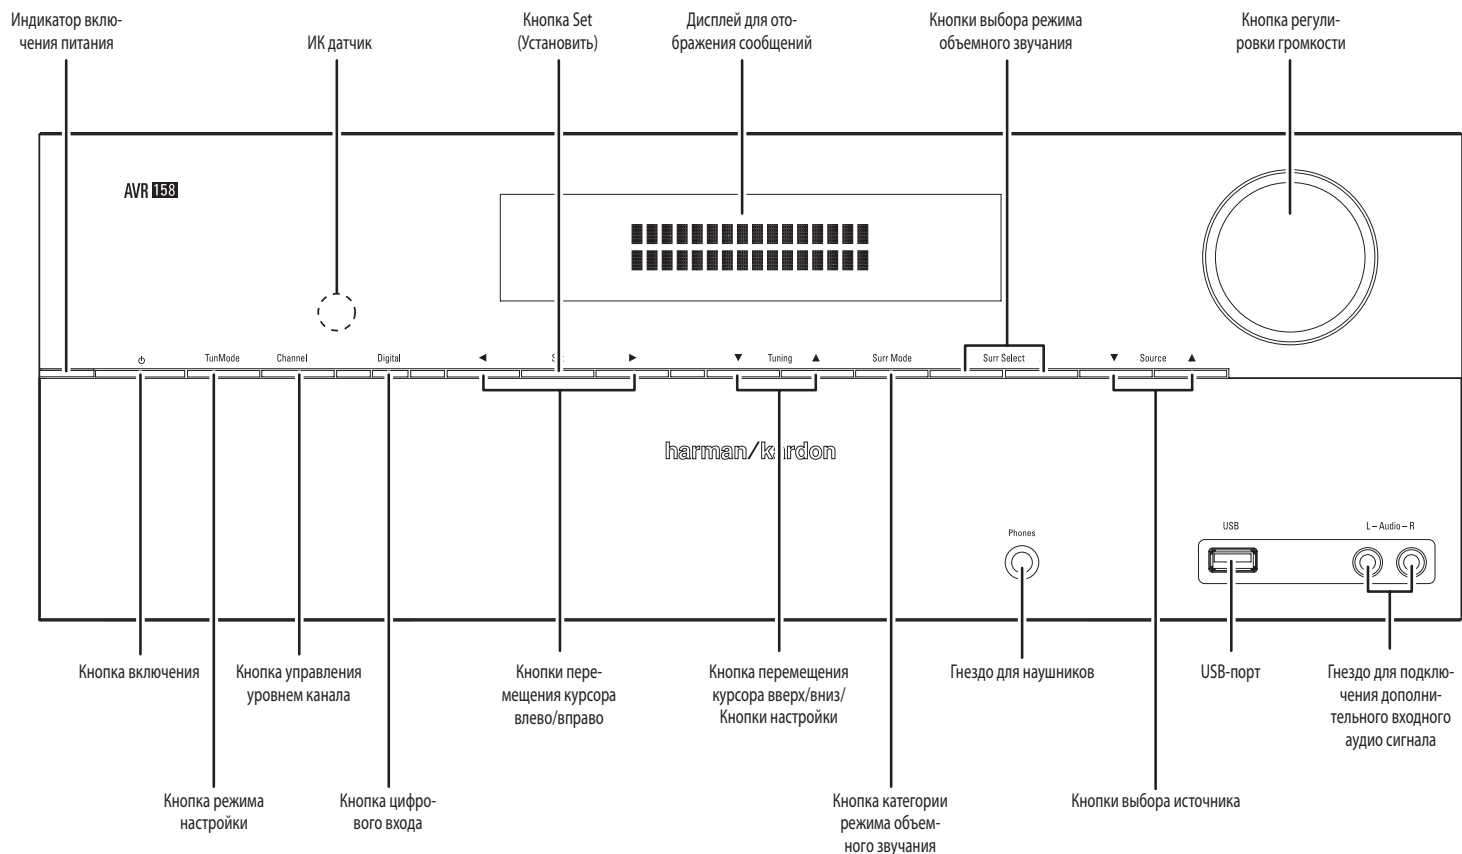 Индикатор вклю-
чения питания
ИК датчик
Кнопка Set
(Установить)
Дисплей для ото-
бражения сообщений
Кнопки выбора режима
объемного звучания
Кнопка регули-
ровки громкости
AVR 158
TunMode
Channel
Digital
Tuning
Surr Mode
Surr Select
Source
harman/kardon
Phones
USB
L – Audio – R
Кнопка включения
Кнопка управления
уровнем канала
Кнопки пере-
мещения курсора
влево/вправо
Кнопка перемещения
курсора вверх/вниз/
Кнопки настройки
Гнездо для наушников
USB-порт
Гнездо для подклю-
чения дополни-
тельного входного
аудио сигнала
Кнопка режима
настройки
Кнопка цифро-
вого входа
Кнопка категории
режима объем-
ного звучания
Кнопки выбора источника